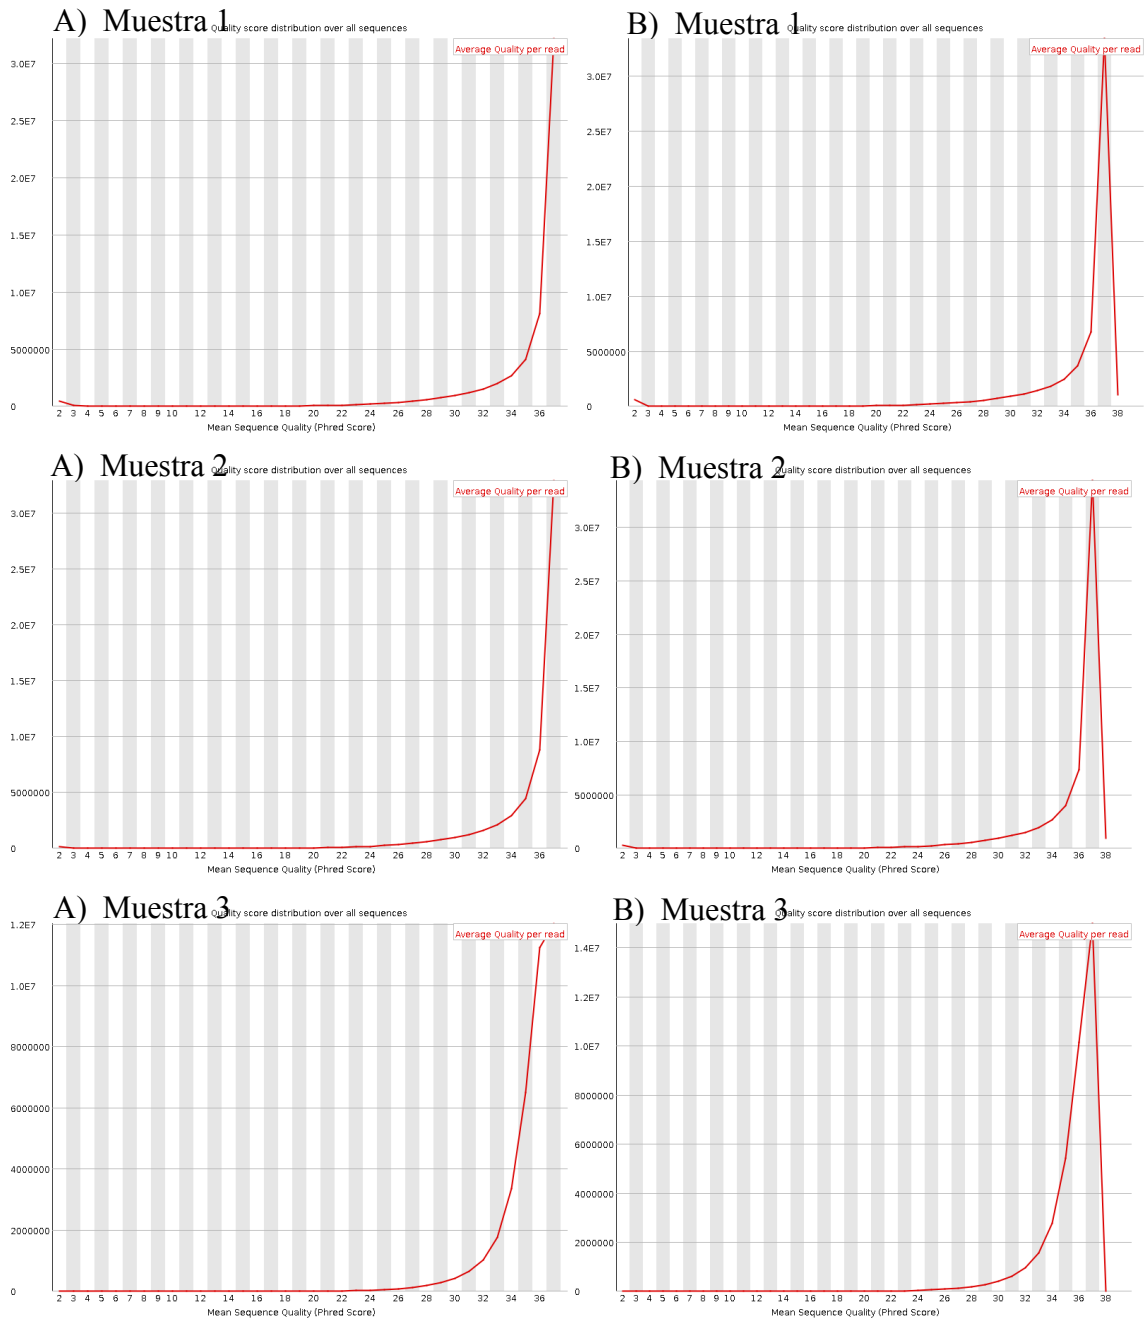 A) Muestra 1
Quality score distribution over all sequences
Average Quality per read
3.0E7
2.5E7
2.0E7
1.5E7
1.0E7
5000000
0
2 3 4 5 6 7 8 9 10 12 14 16 18 20 22 24 26 28 30 32 34 36
Mean Sequence Quality (Phred Score)
B) Muestra 1
Quality score distribution over all sequences
Average Quality per read
3.0E7
2.5E7
2.0E7
1.5E7
1.0E7
5000000
0
2 3 4 5 6 7 8 9 10 12 14 16 18 20 22 24 26 28 30 32 34 36 38
Mean Sequence Quality (Phred Score)
A) Muestra 2
Quality score distribution over all sequences
Average Quality per read
3.0E7
2.5E7
2.0E7
1.5E7
1.0E7
5000000
0
2 3 4 5 6 7 8 9 10 12 14 16 18 20 22 24 26 28 30 32 34 36
Mean Sequence Quality (Phred Score)
B) Muestra 2
Quality score distribution over all sequences
Average Quality per read
3.0E7
2.5E7
2.0E7
1.5E7
1.0E7
5000000
0
2 3 4 5 6 7 8 9 10 12 14 16 18 20 22 24 26 28 30 32 34 36 38
Mean Sequence Quality (Phred Score)
A) Muestra 3
Quality score distribution over all sequences
Average Quality per read
1.2E7
1.0E7
8000000
6000000
4000000
2000000
0
2 3 4 5 6 7 8 9 10 12 14 16 18 20 22 24 26 28 30 32 34 36
Mean Sequence Quality (Phred Score)
B) Muestra 3
Quality score distribution over all sequences
Average Quality per read
1.4E7
1.2E7
1.0E7
8000000
6000000
4000000
2000000
0
2 3 4 5 6 7 8 9 10 12 14 16 18 20 22 24 26 28 30 32 34 36 38
Mean Sequence Quality (Phred Score)